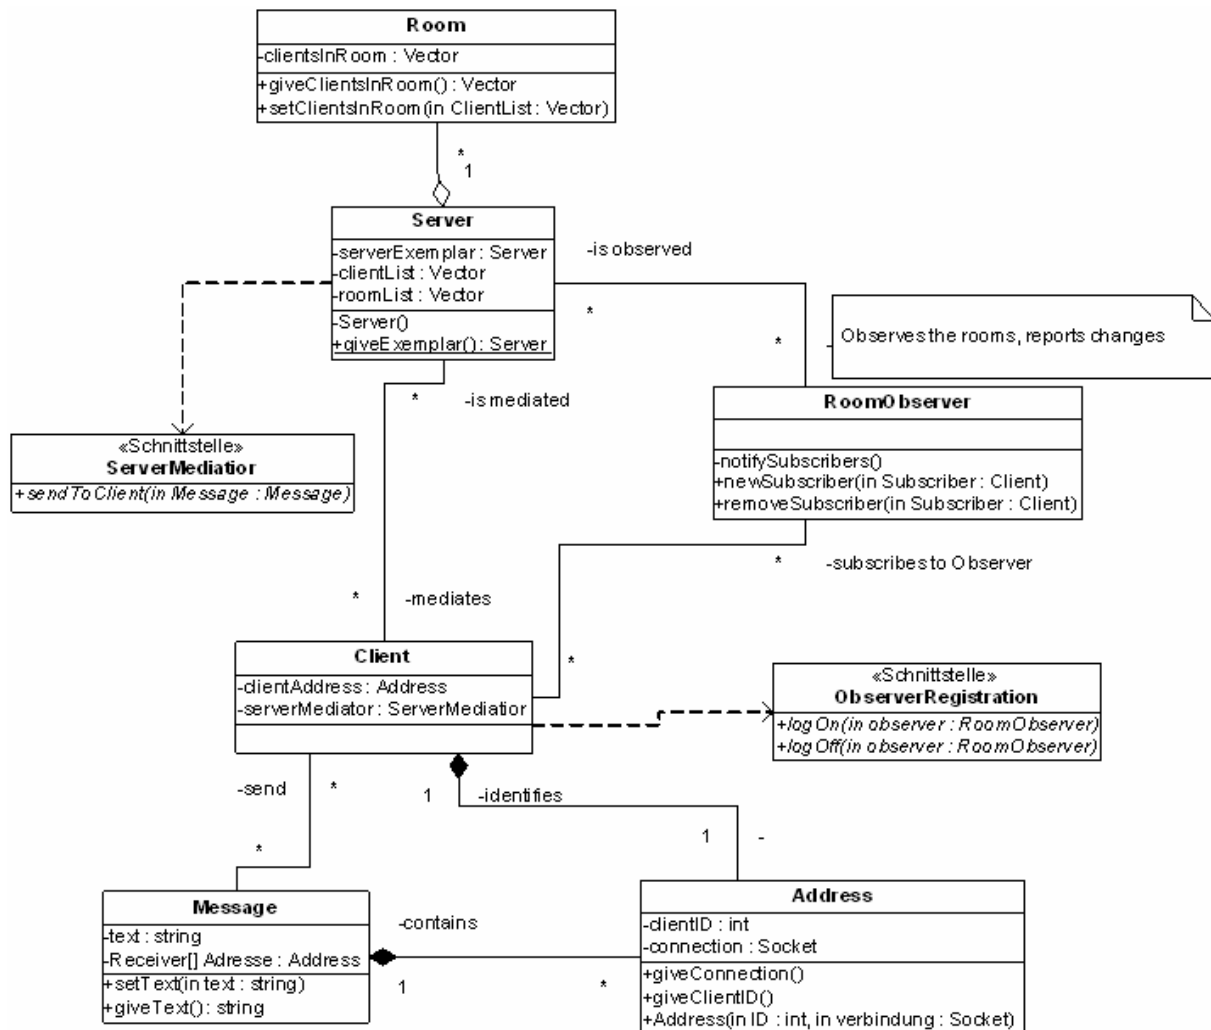 Room
-clientsInRoom : Vector
+giveClientsInRoom() : Vector
+setClientsInRoom(in ClientList : Vector)
*
1
Server
-serverExemplar : Server
-clientList : Vector
-roomList : Vector
-Server()
+giveExemplar() : Server
-is observed
*
*
-
Observes the rooms, reports changes
*
-is mediated
RoomObserver
-notifySubscribers()
+newSubscriber(in Subscriber : Client)
+removeSubscriber(in Subscriber : Client)
«Schnittstelle»
ServerMediatior
+sendToClient(in Message : Message)
*
-subscribes to Observer
*
-mediates
Client
-clientAddress : Address
-serverMediator : ServerMediatior
*
«Schnittstelle»
ObserverRegistration
+logOn(in observer : RoomObserver)
+logOff(in observer : RoomObserver)
-send
*
1
-identifies
*
1
-
Message
-text : string
-Receiver[] Adresse : Address
+setText(in text : string)
+giveText() : string
-contains
1
*
Address
-clientID : int
-connection : Socket
+giveConnection()
+giveClientID()
+Address(in ID : int, in verbindung : Socket)